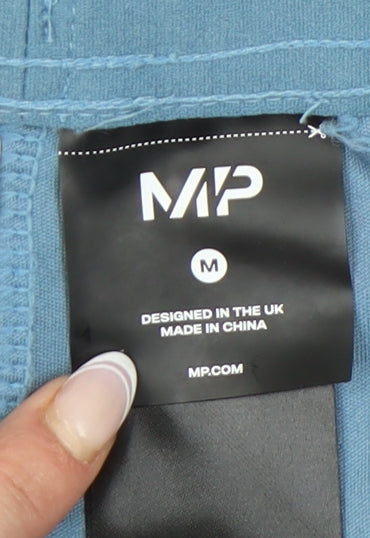 MP
M
DESIGNED IN THE UK
MADE IN CHINA
MP.COM